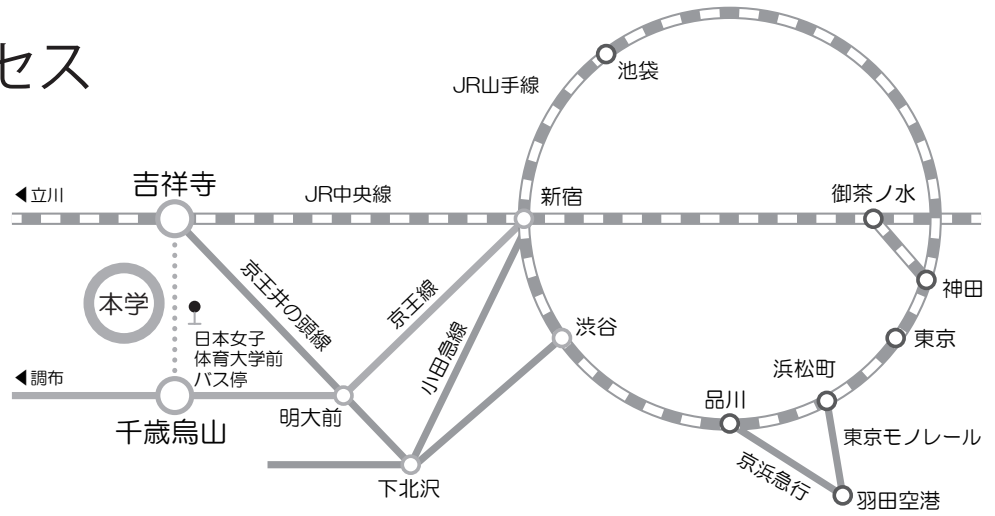 セス
池袋
JR山手線
吉祥寺
◀立川
JR中央線
新宿
御茶ノ水
京王井の頭線
京王線
神田
本学
小田急線
渋谷
東京
日本女子
体育大学前
バス停
浜松町
◀調布
品川
明大前
千歳烏山
東京モノレール
京浜急行
下北沢
羽田空港